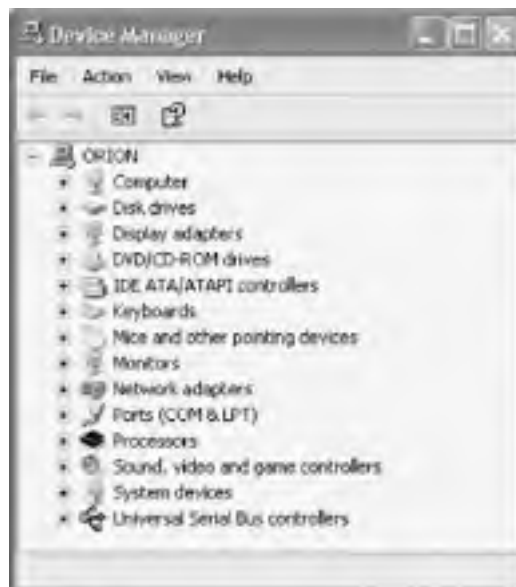 Device Manager
File Action View Help
ORION
Computer
Disk drives
Display adapters
DVD/CD-ROM drives
IDE ATA/ATAPI controllers
Keyboards
Mice and other pointing devices
Monitors
Network adapters
Ports (COM & LPT)
Processors
Sound, video and game controllers
System devices
Universal Serial Bus controllers